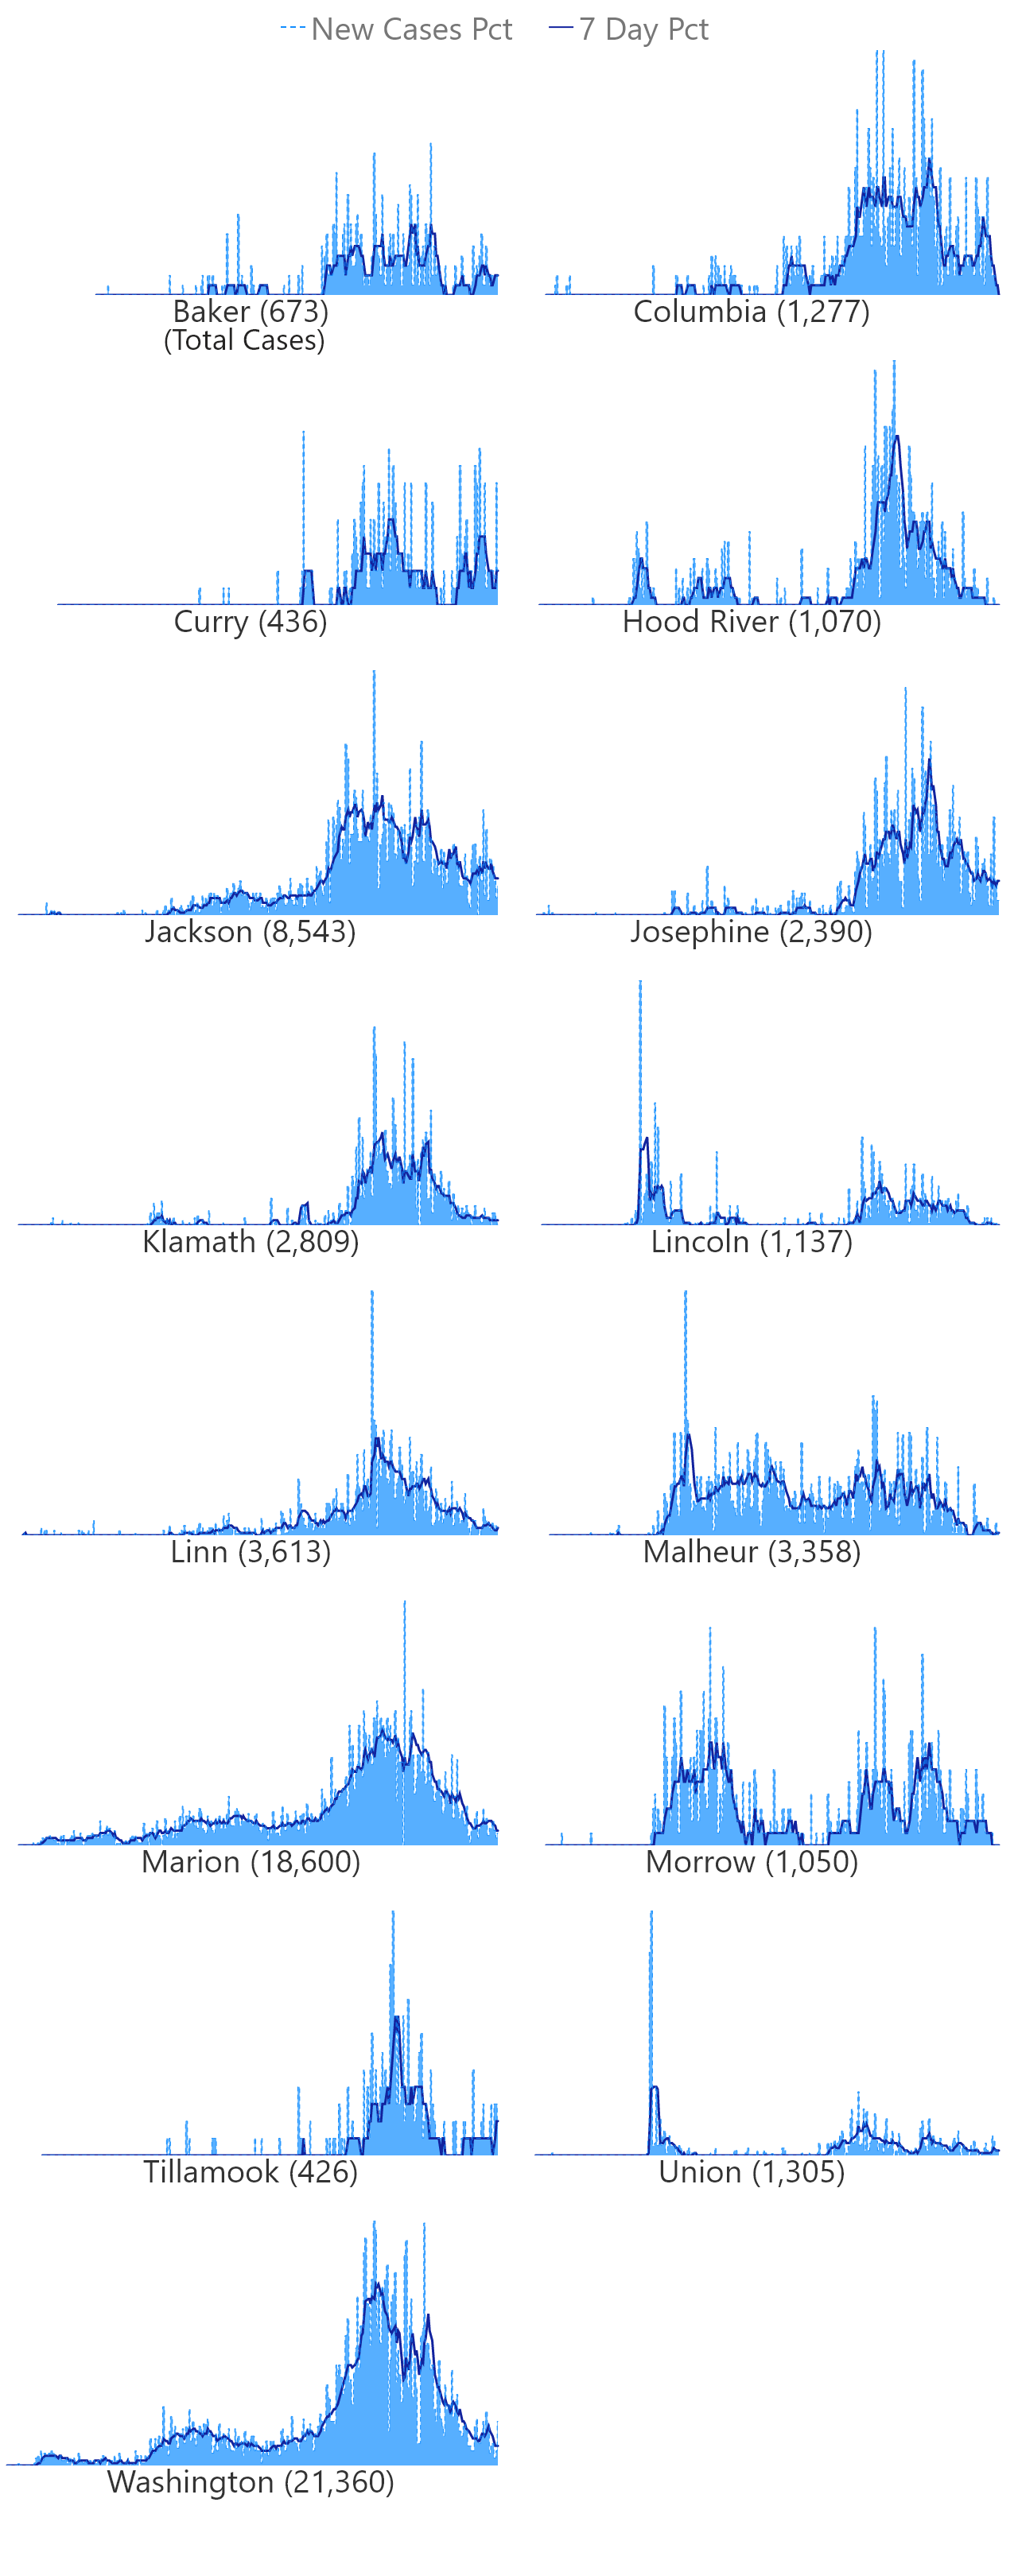 New Cases Pct 7 Day Pct
Baker (673)
(Total Cases)
Columbia (1,277)
Curry (436)
Hood River (1,070)
Jackson (8,543)
Josephine (2,390)
Klamath (2,809)
Lincoln (1,137)
Linn (3,613)
Malheur (3,358)
Marion (18,600)
Morrow (1,050)
Tillamook (426)
Union (1,305)
Washington (21,360)